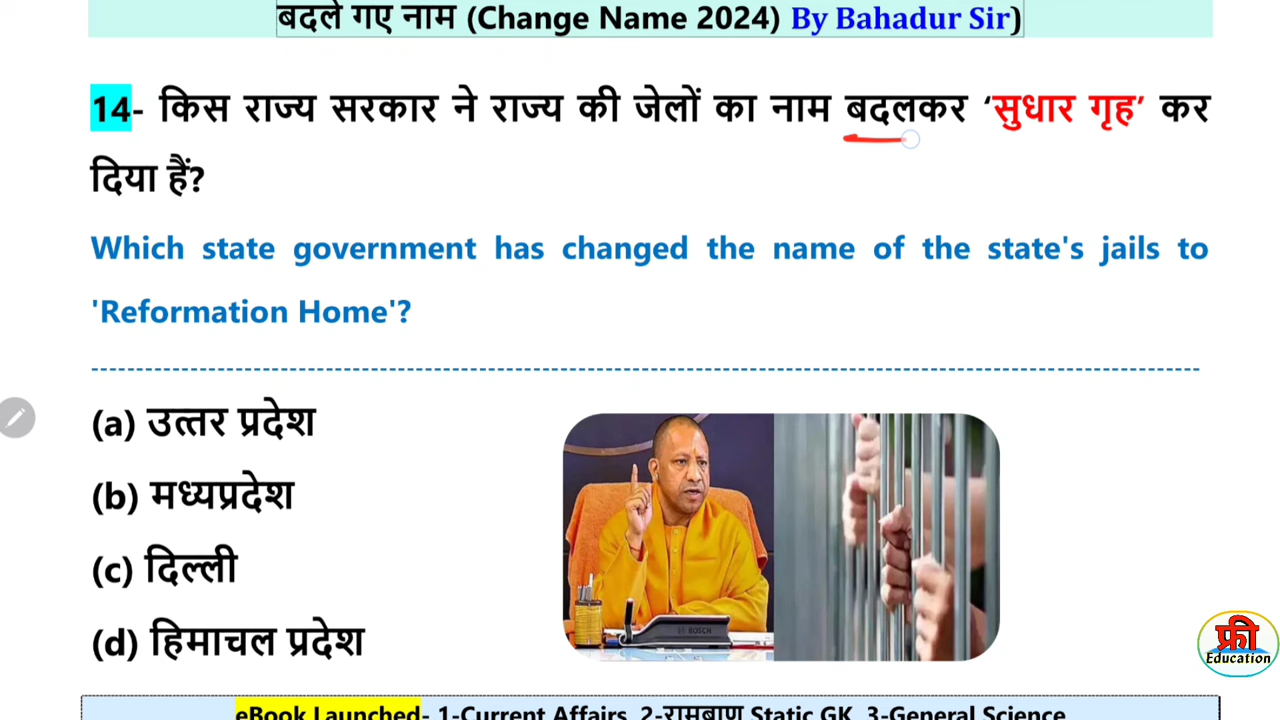 बदले गए नाम (Change Name 2024) By Bahadur Sir)
14- किस राज्य सरकार ने राज्य की जेलों का नाम बदलकर ‘सुधार गृह’ कर
दिया हैं?
Which state government has changed the name of the state's jails to
'Reformation Home'?
(a) उत्तर प्रदेश
(b) मध्यप्रदेश
(c) दिल्ली
(d) हिमाचल प्रदेश
BOSCH
फ्री
Education
eBook Launched- 1-Current Affairs, 2-रामबाण Static GK, 3-General Science